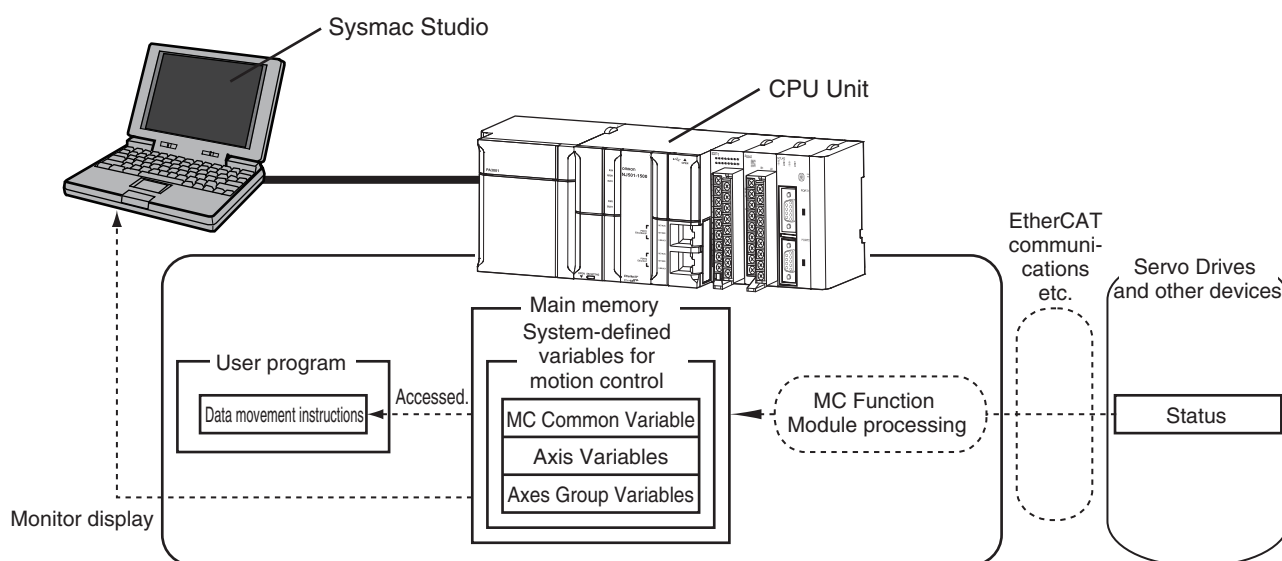 Sysmac Studio
CPU Unit
NJ501-1500
EtherCAT
communi-
cations
etc.
Servo Drives
and other devices
Main memory
System-defined
variables for
motion control
User program
Data movement instructions
Accessed.
MC Common Variable
Axis Variables
Axes Group Variables
MC Function
Module processing
Status
Monitor display